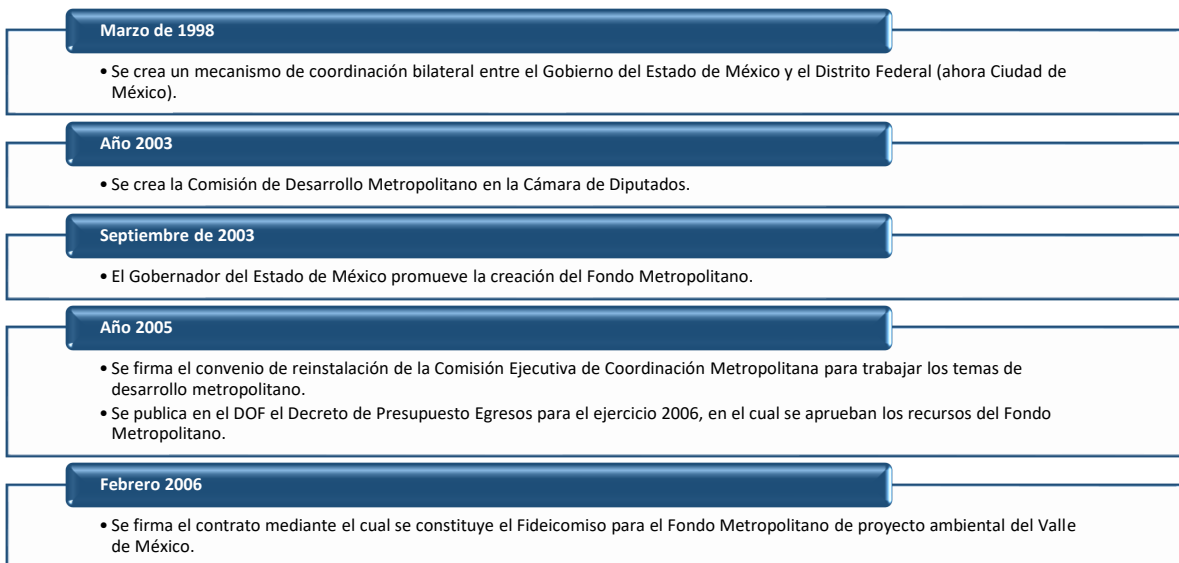 Marzo de 1998
• Se crea un mecanismo de coordinación bilateral entre el Gobierno del Estado de México y el Distrito Federal (ahora Ciudad de
México).
Año 2003
• Se crea la Comisión de Desarrollo Metropolitano en la Cámara de Diputados.
Septiembre de 2003
• El Gobernador del Estado de México promueve la creación del Fondo Metropolitano.
Año 2005
• Se firma el convenio de reinstalación de la Comisión Ejecutiva de Coordinación Metropolitana para trabajar los temas de
desarrollo metropolitano.
• Se publica en el DOF el Decreto de Presupuesto Egresos para el ejercicio 2006, en el cual se aprueban los recursos del Fondo
Metropolitano.
Febrero 2006
• Se firma el contrato mediante el cual se constituye el Fideicomiso para el Fondo Metropolitano de proyecto ambiental del Valle
de México.